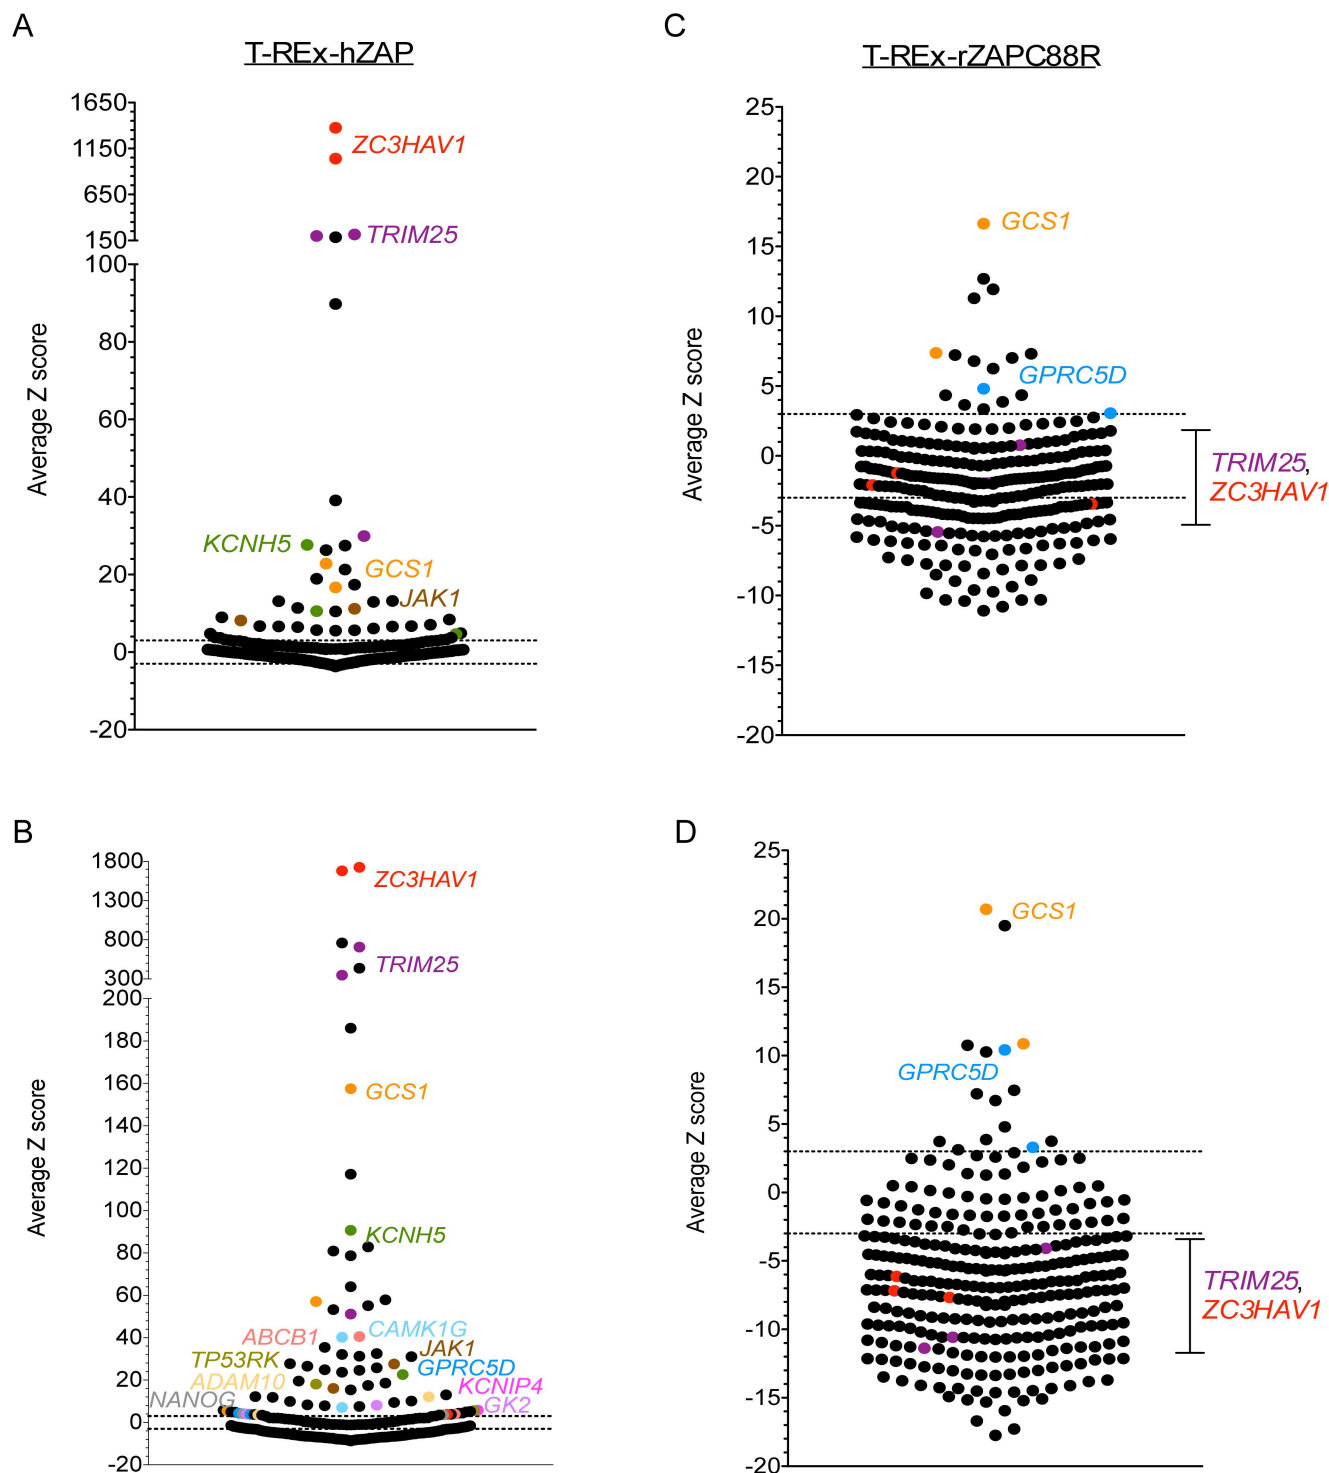 A
T-REx-hZAP
1650
1150
650
150
100
80
60
40
20
0
-20
Average Z score
ZC3HAV1
TRIM25
KCNH5
GCS1
JAK1
C
T-REx-rZAPC88R
25
20
15
10
5
0
-5
-10
-15
-20
Average Z score
GCS1
GPRC5D
TRIM25,
ZC3HAV1
B
1800
1300
800
300
200
180
160
140
120
100
80
60
40
20
0
-20
Average Z score
ZC3HAV1
TRIM25
GCS1
KCNH5
ABCB1
CAMK1G
JAK1
TP53RK
GPRC5D
ADAM10
KCNIP4
NANOG
GK2
D
25
20
15
10
5
0
-5
-10
-15
-20
Average Z score
GCS1
GPRC5D
TRIM25,
ZC3HAV1